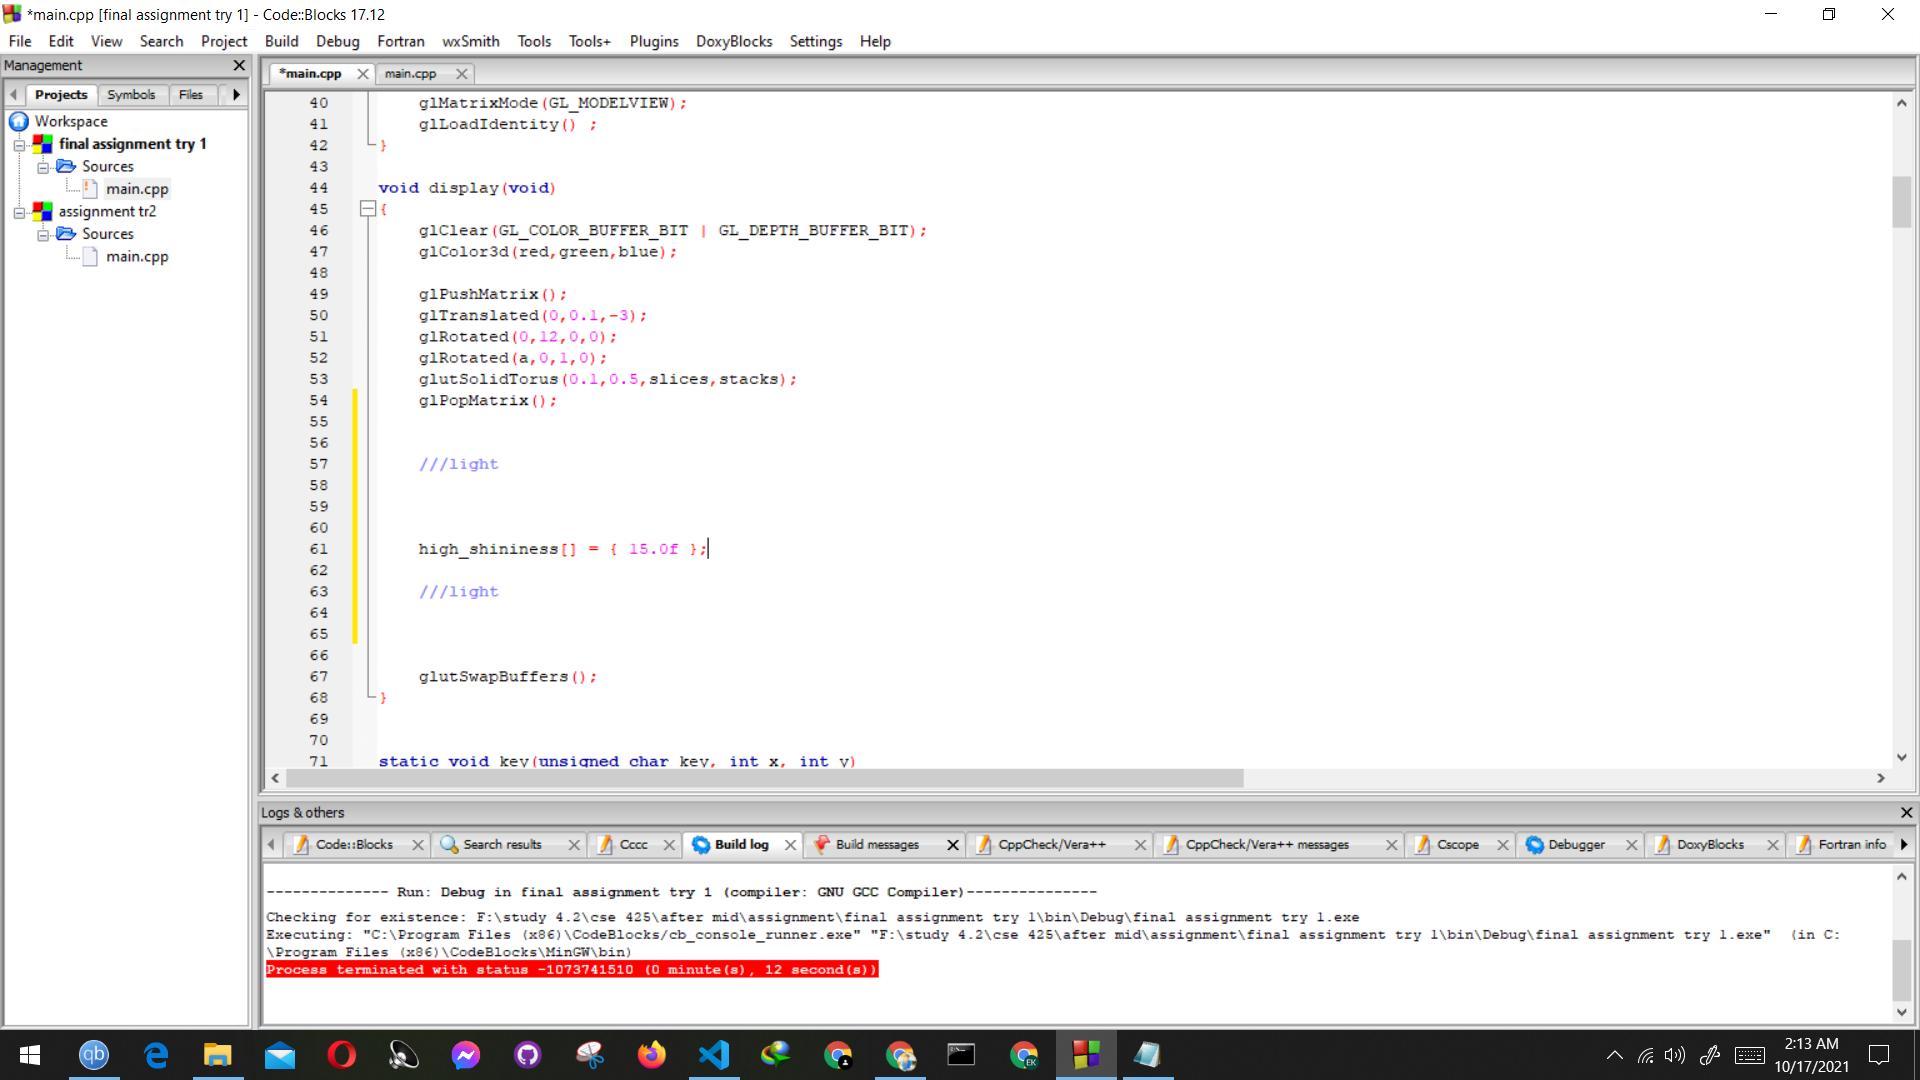 *main.cpp [final assignment try 1] - Code::Blocks 17.12
File Edit View Search Project Build Debug Fortran wxSmith Tools Tools+ Plugins DoxyBlocks Settings Help
Management
Projects Symbols Files
Workspace
final assignment try 1
Sources
main.cpp
assignment tr2
Sources
main.cpp
*main.cpp main.cpp
40 glMatrixMode(GL_MODELVIEW);
41 glLoadIdentity() ;
42 }
43
44 void display(void)
45 {
46 glClear(GL_COLOR_BUFFER_BIT | GL_DEPTH_BUFFER_BIT);
47 glColor3d(red,green,blue);
48
49 glPushMatrix();
50 glTranslated(0,0.1,-3);
51 glRotated(0,12,0,0);
52 glRotated(a,0,1,0);
53 glutSolidTorus(0.1,0.5,slices,stacks);
54 glPopMatrix();
55
56
57 ///light
58
59
60
61 high_shininess[] = { 15.0f };
62
63 ///light
64
65
66
67 glutSwapBuffers();
68 }
69
70
71 static void key(unsigned char key, int x, int y)
Logs & others
Code::Blocks Search results Cccc Build log Build messages CppCheck/Vera++ CppCheck/Vera++ messages Cscope Debugger DoxyBlocks Fortran info
-------------- Run: Debug in final assignment try 1 (compiler: GNU GCC Compiler)---------------
Checking for existence: F:\study 4.2\cse 425\after mid\assignment\final assignment try 1\bin\Debug\final assignment try 1.exe
Executing: "C:\Program Files (x86)\CodeBlocks/cb_console_runner.exe" "F:\study 4.2\cse 425\after mid\assignment\final assignment try 1\bin\Debug\final assignment try 1.exe"  (in C:
\Program Files (x86)\CodeBlocks\MinGW\bin)
Process terminated with status -1073741510 (0 minute(s), 12 second(s))
qb
EK
2:13 AM
10/17/2021